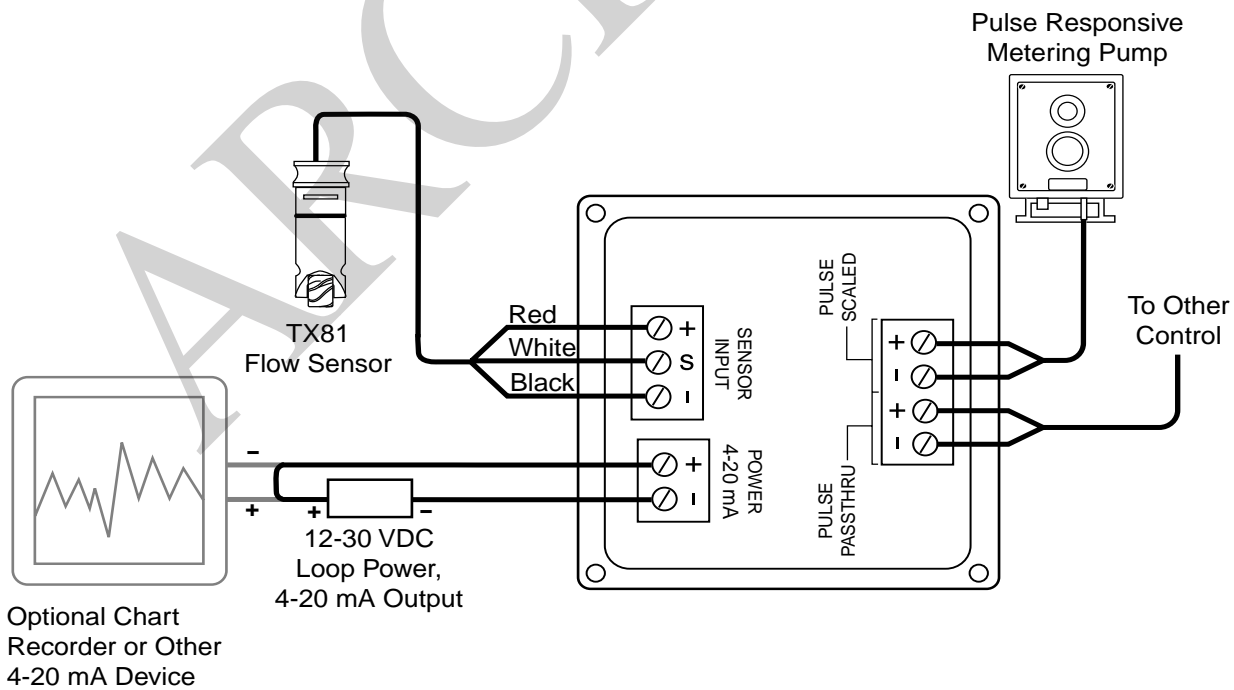 Pulse Responsive
Metering Pump
TX81
Flow Sensor
Red
White
Black
+
S
-
SENSOR
INPUT
+
-
POWER
4-20 mA
PULSE
SCALED
+
-
+
-
PULSE
PASSTHRU
To Other
Control
-
+
+
-
12-30 VDC
Loop Power,
4-20 mA Output
Optional Chart
Recorder or Other
4-20 mA Device